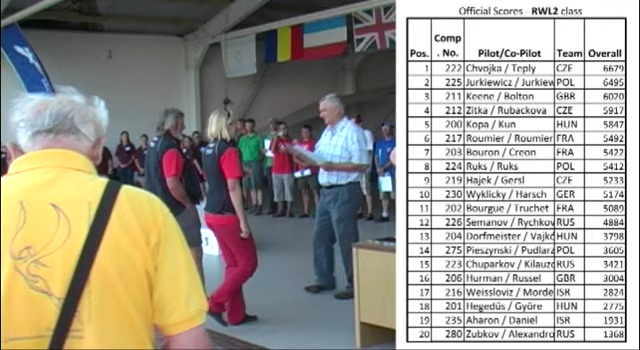 Official Scores - RWL2 class
Pos. Comp. No. Pilot/Co-Pilot Team Overall
1 222 Chvojka / Teply CZE 6679
2 225 Jurkiewicz / Jurkiew POL 6495
3 211 Keene / Bolton GBR 6020
4 212 Zitka / Rubackova CZE 5917
5 200 Kopa / Kun HUN 5847
6 217 Roumier / Roumier FRA 5492
7 203 Bouron / Creon FRA 5422
8 224 Ruks / Ruks POL 5412
9 219 Hajek / Gersl CZE 5233
10 230 Wyklicky / Harsch GER 5174
11 202 Bourgue / Truchet FRA 5089
12 226 Semanov / Rychkov RUS 4884
13 204 Dorfmeister / Vajkó HUN 3798
14 275 Pieszynski / Pudlarz POL 3605
15 223 Chuparkov / Kilauzo RUS 3421
16 206 Hurman / Russel GBR 3004
17 216 Weissloviz / Morde ISR 2824
18 201 Hegedűs / Györe HUN 2775
19 235 Aharon / Daniel ISR 1931
20 280 Zubkov / Alexandro RUS 1368